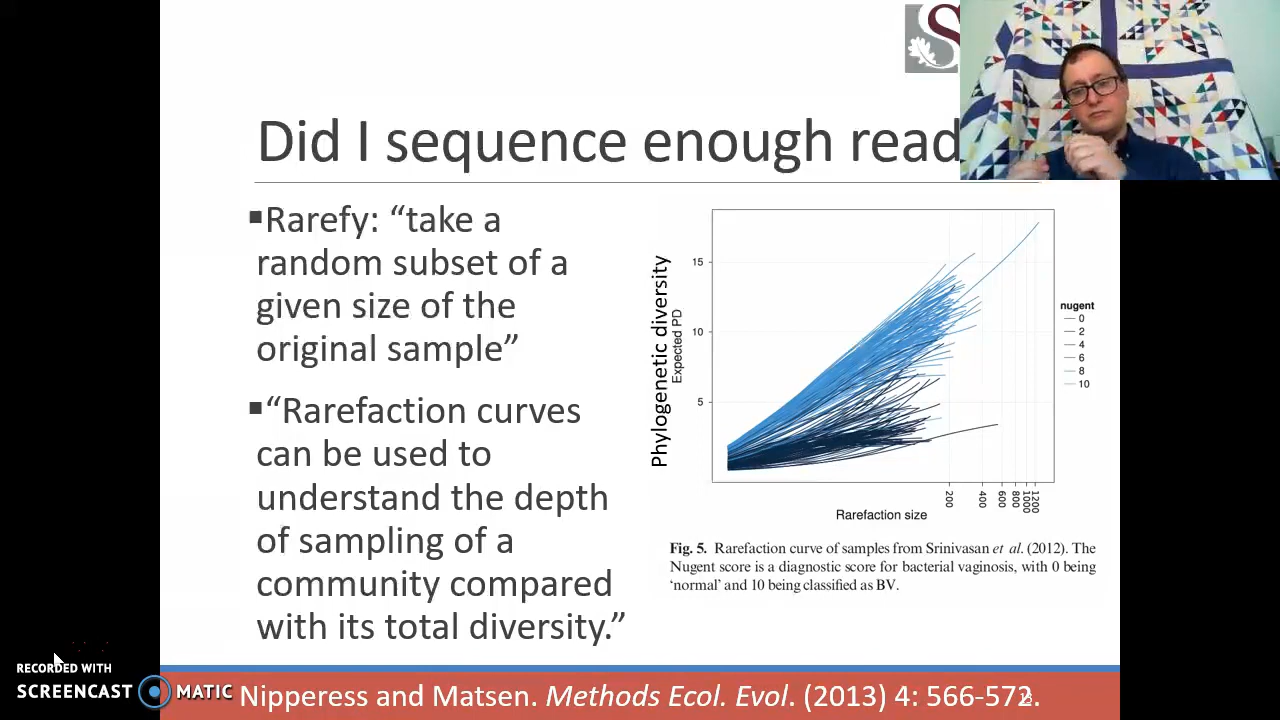 S
Did I sequence enough read
▪Rarefy: “take a
random subset of a
given size of the
original sample”
▪“Rarefaction curves
can be used to
understand the depth
of sampling of a
community compared
with its total diversity.”
Phylogenetic diversity
Expected PD
15
10
5
200
400
600
800
1000
1200
Rarefaction size
nugent
0
2
4
6
8
10
Fig. 5. Rarefaction curve of samples from Srinivasan et al. (2012). The
Nugent score is a diagnostic score for bacterial vaginosis, with 0 being
‘normal’ and 10 being classified as BV.
RECORDED WITH
SCREENCAST MATIC
Nipperess and Matsen. Methods Ecol. Evol. (2013) 4: 566-572.